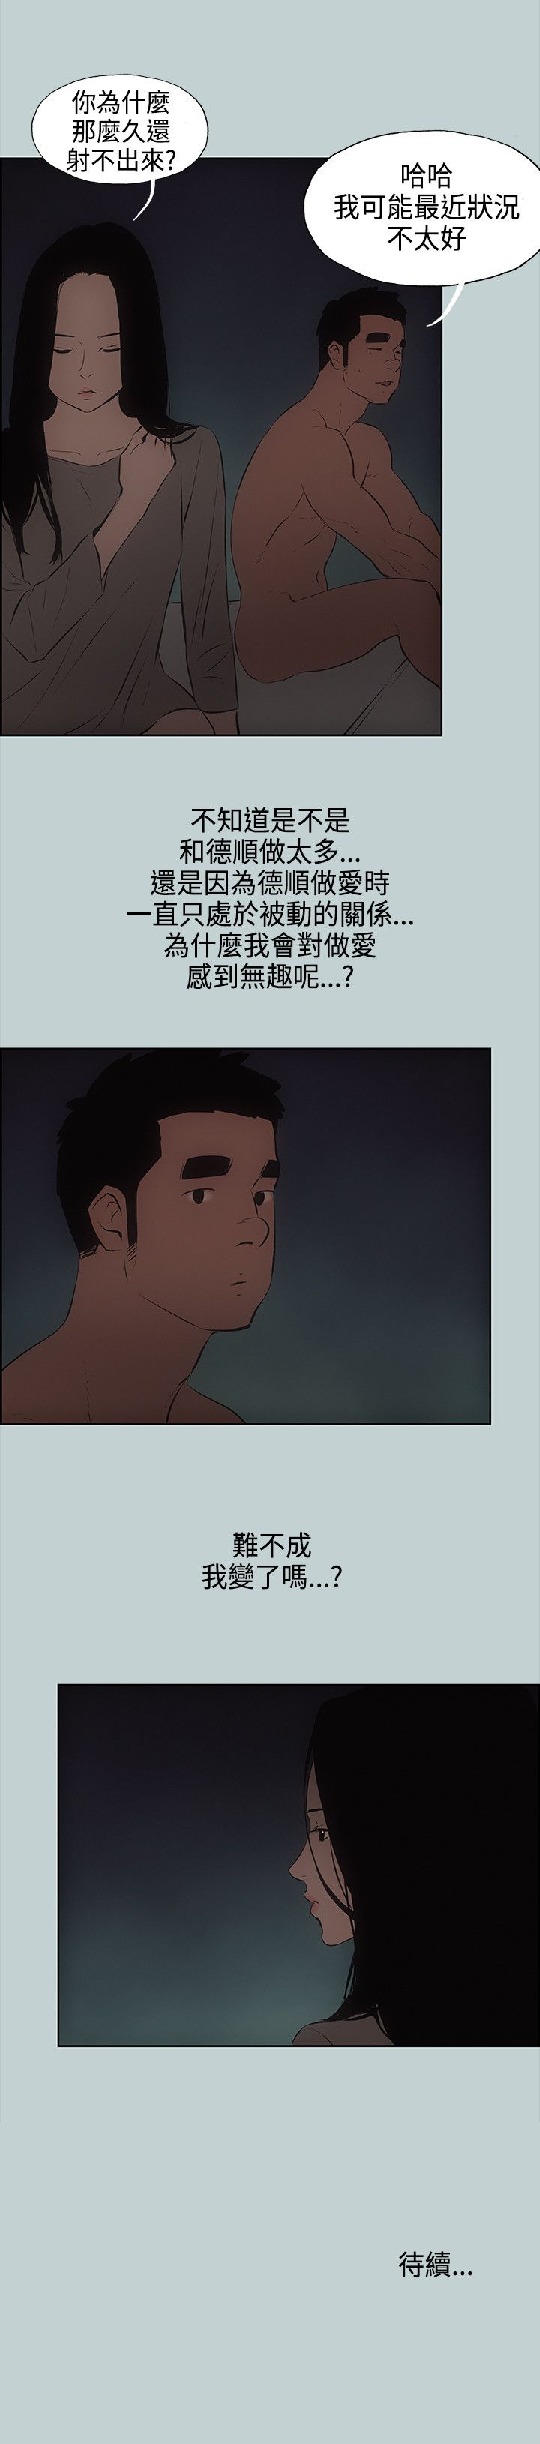 你為什麼
那麼久還
射不出來?
哈哈
我可能最近狀況
不太好
不知道是不是
和德順做太多...
還是因為德順做愛時
一直只處於被動的關係...
為什麼我會對做愛
感到無趣呢...?
難不成
我變了嗎...?
待續...